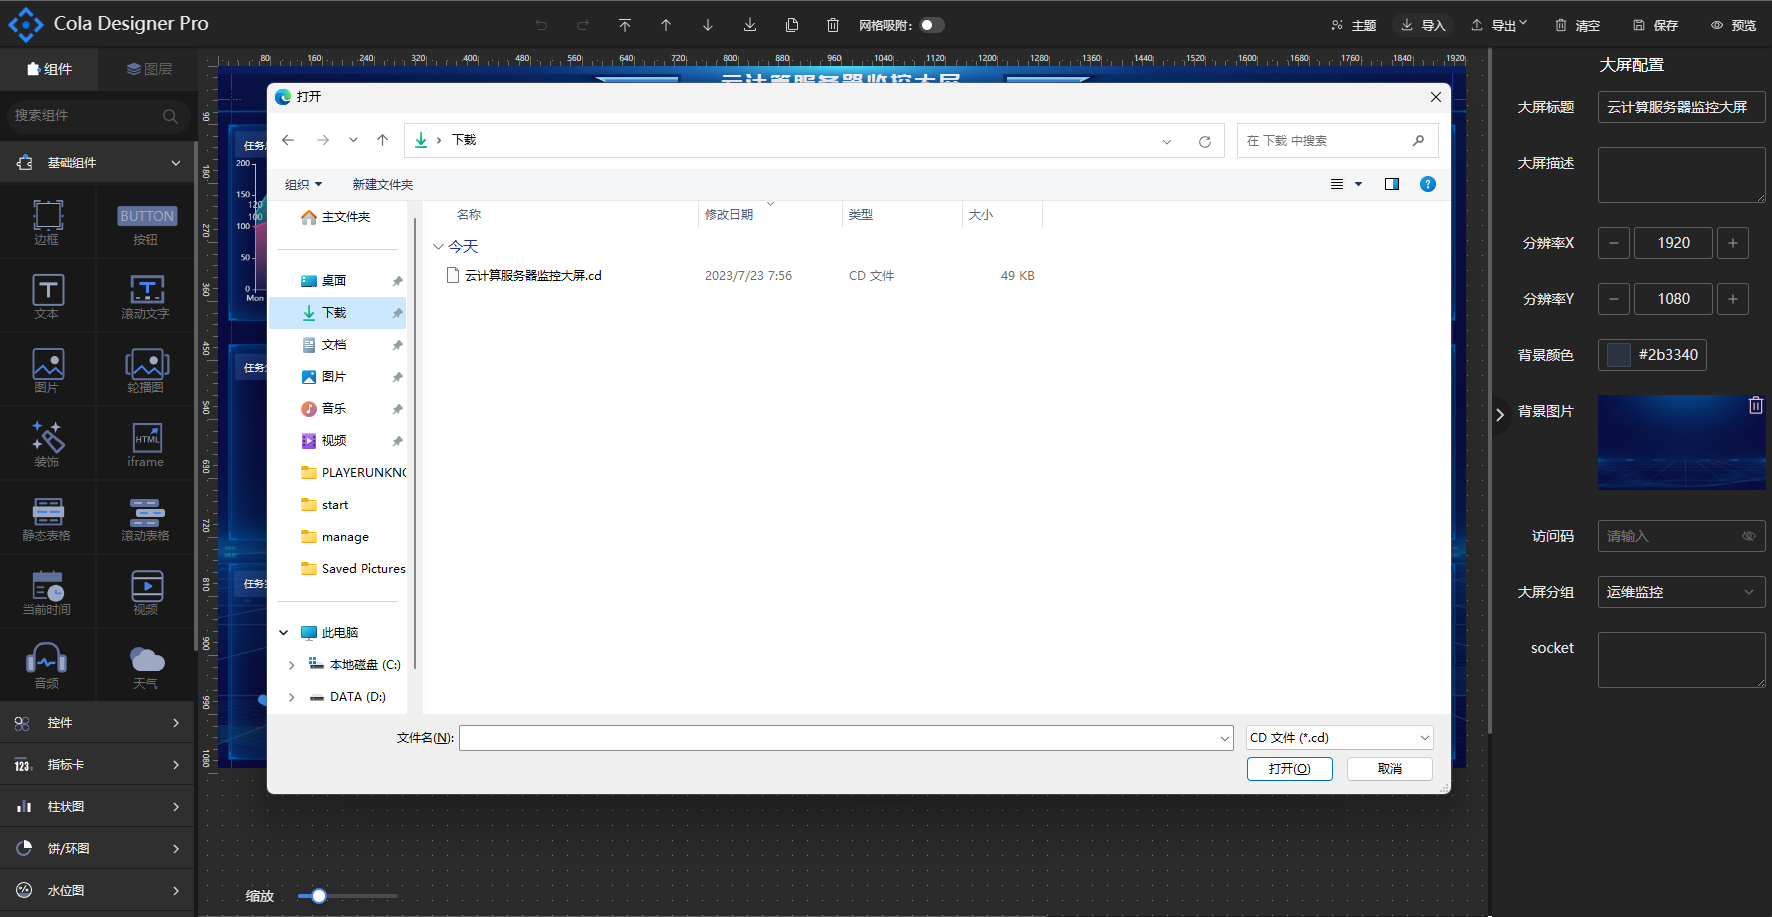 Cola Designer Pro
网格吸附:
主题
导入
导出
清空
保存
预览
组件
图层
搜索组件
基础组件
边框
BUTTON
按钮
文本
滚动文字
图片
轮播图
装饰
HTML
iframe
静态表格
滚动表格
当前时间
视频
音频
天气
控件
123
指标卡
柱状图
饼/环图
水位图
80 160 240 320 400 480 560 640 720 800 880 960 1040 1120 1200 1280 1360 1440 1520 1600 1680 1760 1840 1920
90
180
270
360
450
540
630
720
810
900
990
1080
云计算服务器监控大屏
200
150
120
100
100
50
0
Mon
打开
下载
在 下载 中搜索
组织
新建文件夹
主文件夹
桌面
下载
文档
图片
音乐
视频
PLAYERUNKNO
start
manage
Saved Pictures
此电脑
本地磁盘 (C:)
DATA (D:)
名称
修改日期
类型
大小
今天
云计算服务器监控大屏.cd
2023/7/23 7:56
CD 文件
49 KB
文件名(N):
CD 文件 (*.cd)
打开(O)
取消
缩放
大屏配置
大屏标题
云计算服务器监控大屏
大屏描述
分辨率X
1920
分辨率Y
1080
背景颜色
#2b3340
背景图片
访问码
请输入
大屏分组
运维监控
socket